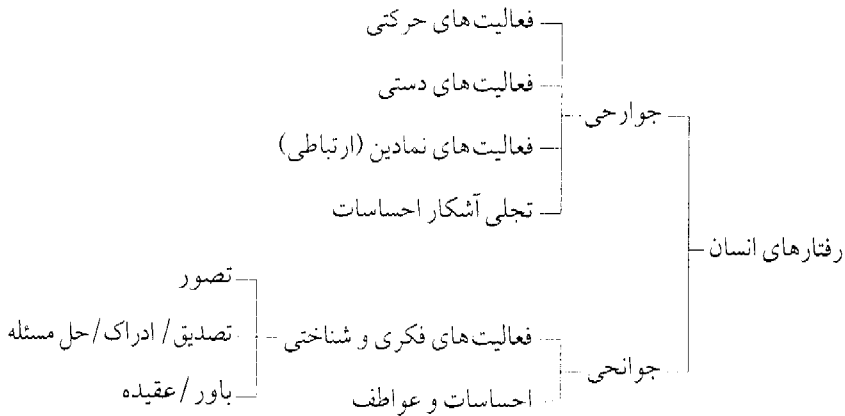 رفتارهای انسان
جوارحی
فعالیت‌های حرکتی
فعالیت‌های دستی
فعالیت‌های نمادین (ارتباطی)
تجلی آشکار احساسات
جوانحی
فعالیت‌های فکری و شناختی
تصور
تصدیق/ ادراک/حل مسئله
باور/عقیده
احساسات و عواطف